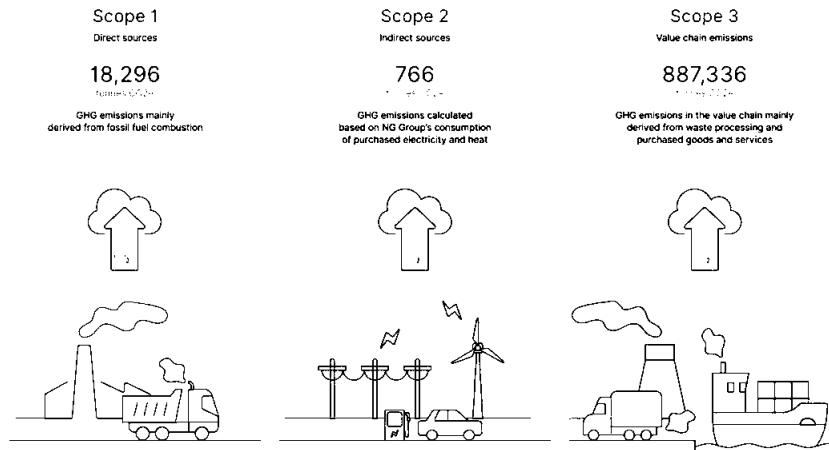 Scope 1
Direct sources
18,296
tonnes CO2e
GHG emissions mainly
derived from fossil fuel combustion
Scope 2
Indirect sources
766
GHG emissions calculated
based on NG Group's consumption
of purchased electricity and heat
Scope 3
Value chain emissions
887,336
GHG emissions in the value chain mainly
derived from waste processing and
purchased goods and services